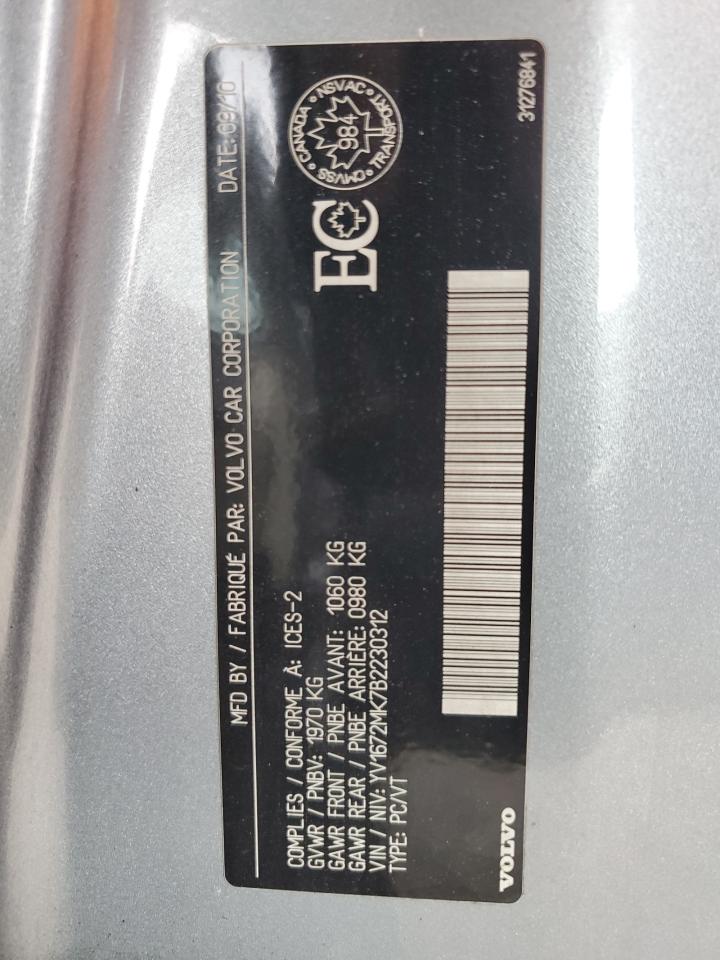 MFD BY / FABRIQUÉ PAR: VOLVO CAR CORPORATION DATE: 09/10
COMPLIES / CONFORME À: ICES-2
GVWR / PNBV: 1970 KG
GAWR FRONT / PNBE AVANT: 1060 KG
GAWR REAR / PNBE ARRIÈRE: 0980 KG
VIN / NIV: YV1672MK7B2230312
TYPE: PC/VT
EC
CANADA • NSVAC • TRANSPORT • CMVSS •
984
VOLVO
31276841